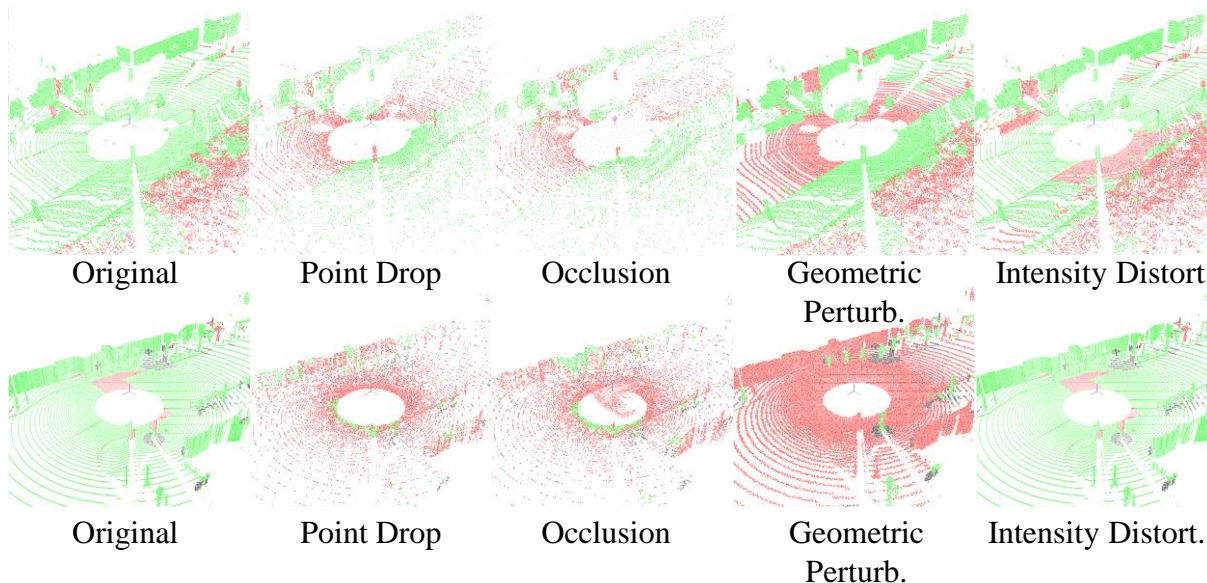 Original Point Drop Occlusion Geometric Intensity Distort.
Perturb.
Original Point Drop Occlusion Geometric Intensity Distort.
Perturb.